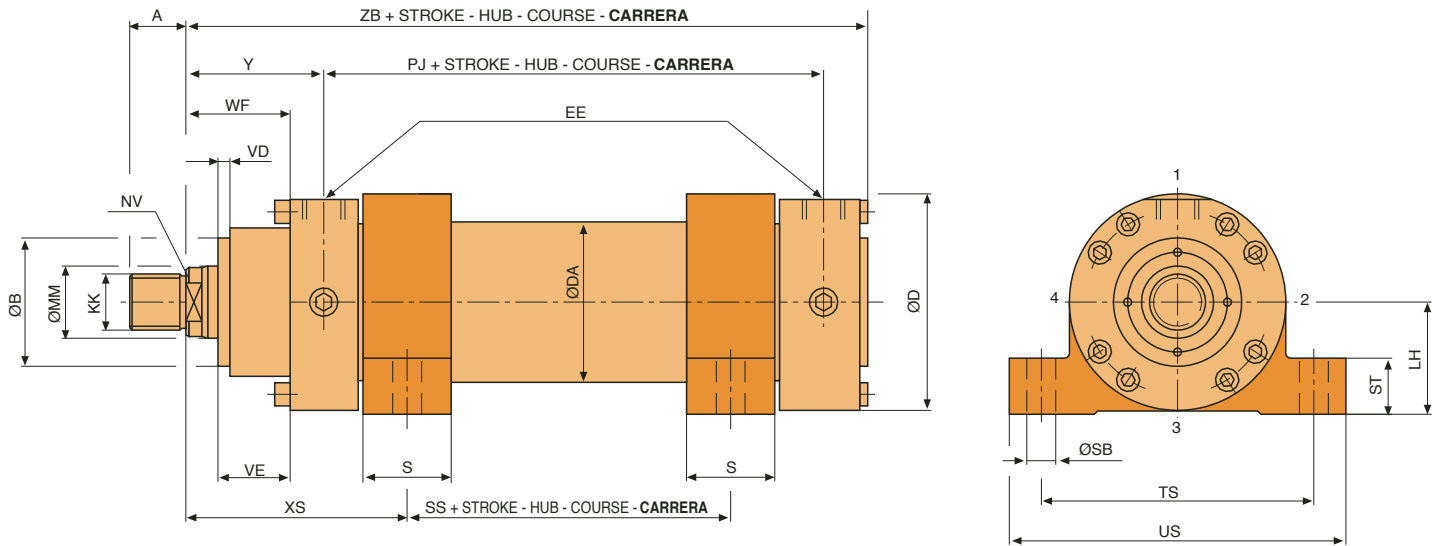 A
ZB + STROKE - HUB - COURSE - CARRERA
Y
PJ + STROKE - HUB - COURSE - CARRERA
WF
EE
VD
NV
ØB
ØMM
KK
ØDA
ØD
VE
S
S
XS
SS + STROKE - HUB - COURSE - CARRERA
1
4
2
3
LH
ST
ØSB
TS
US